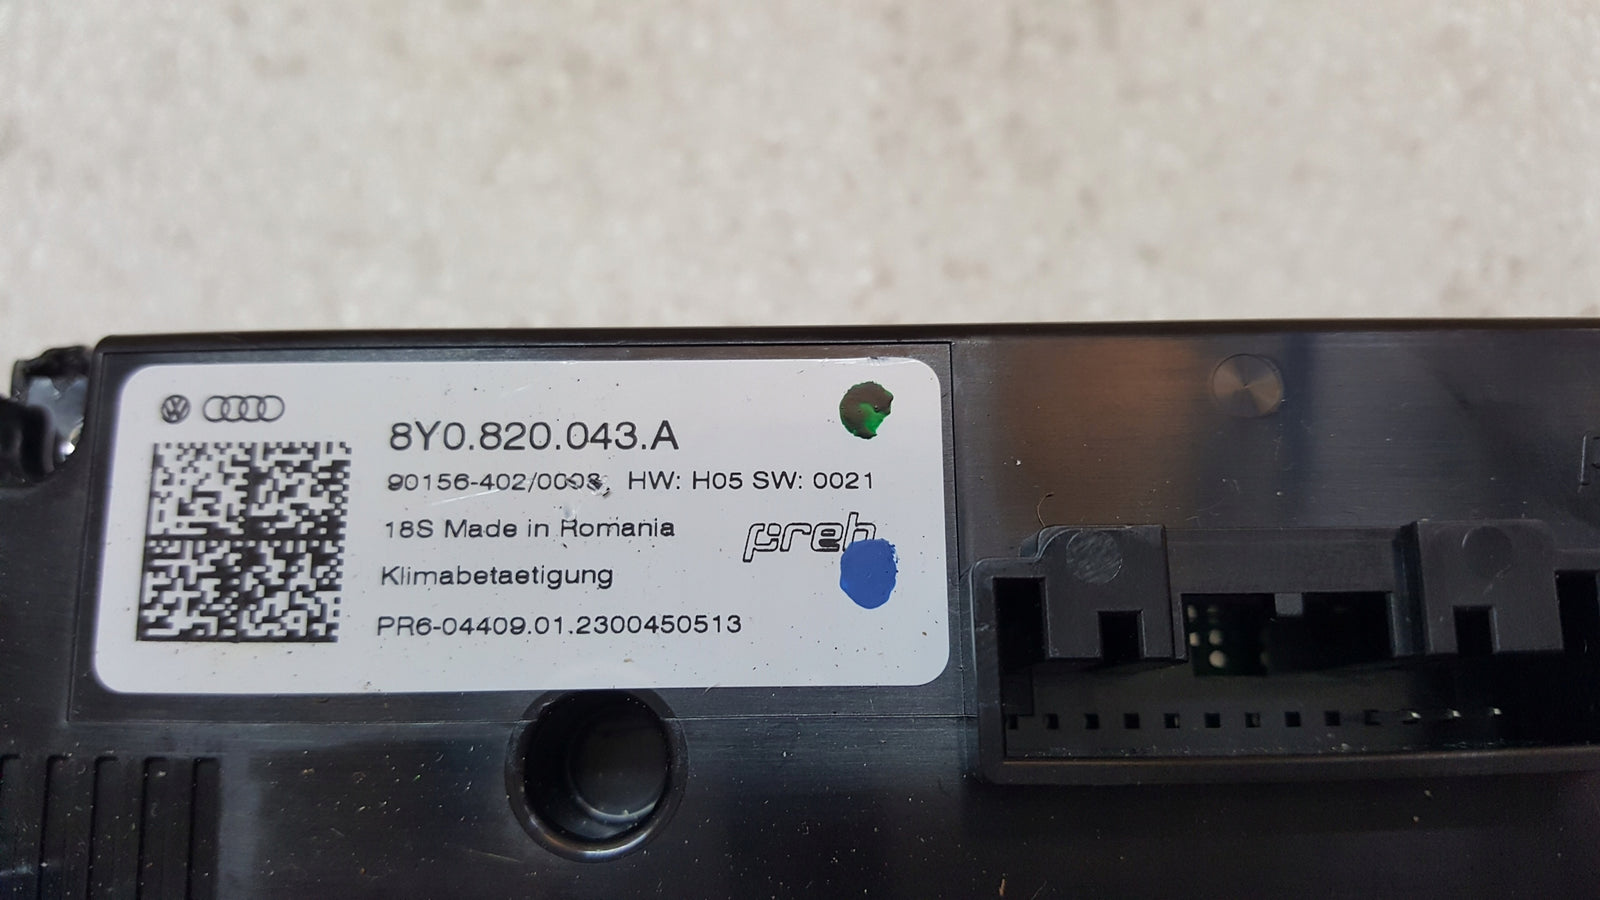 8Y0.820.043.A
90156-402/0008. HW: H05 SW: 0021
18S Made in Romania
preh
Klimabetaetigung
PR6-04409.01.2300450513